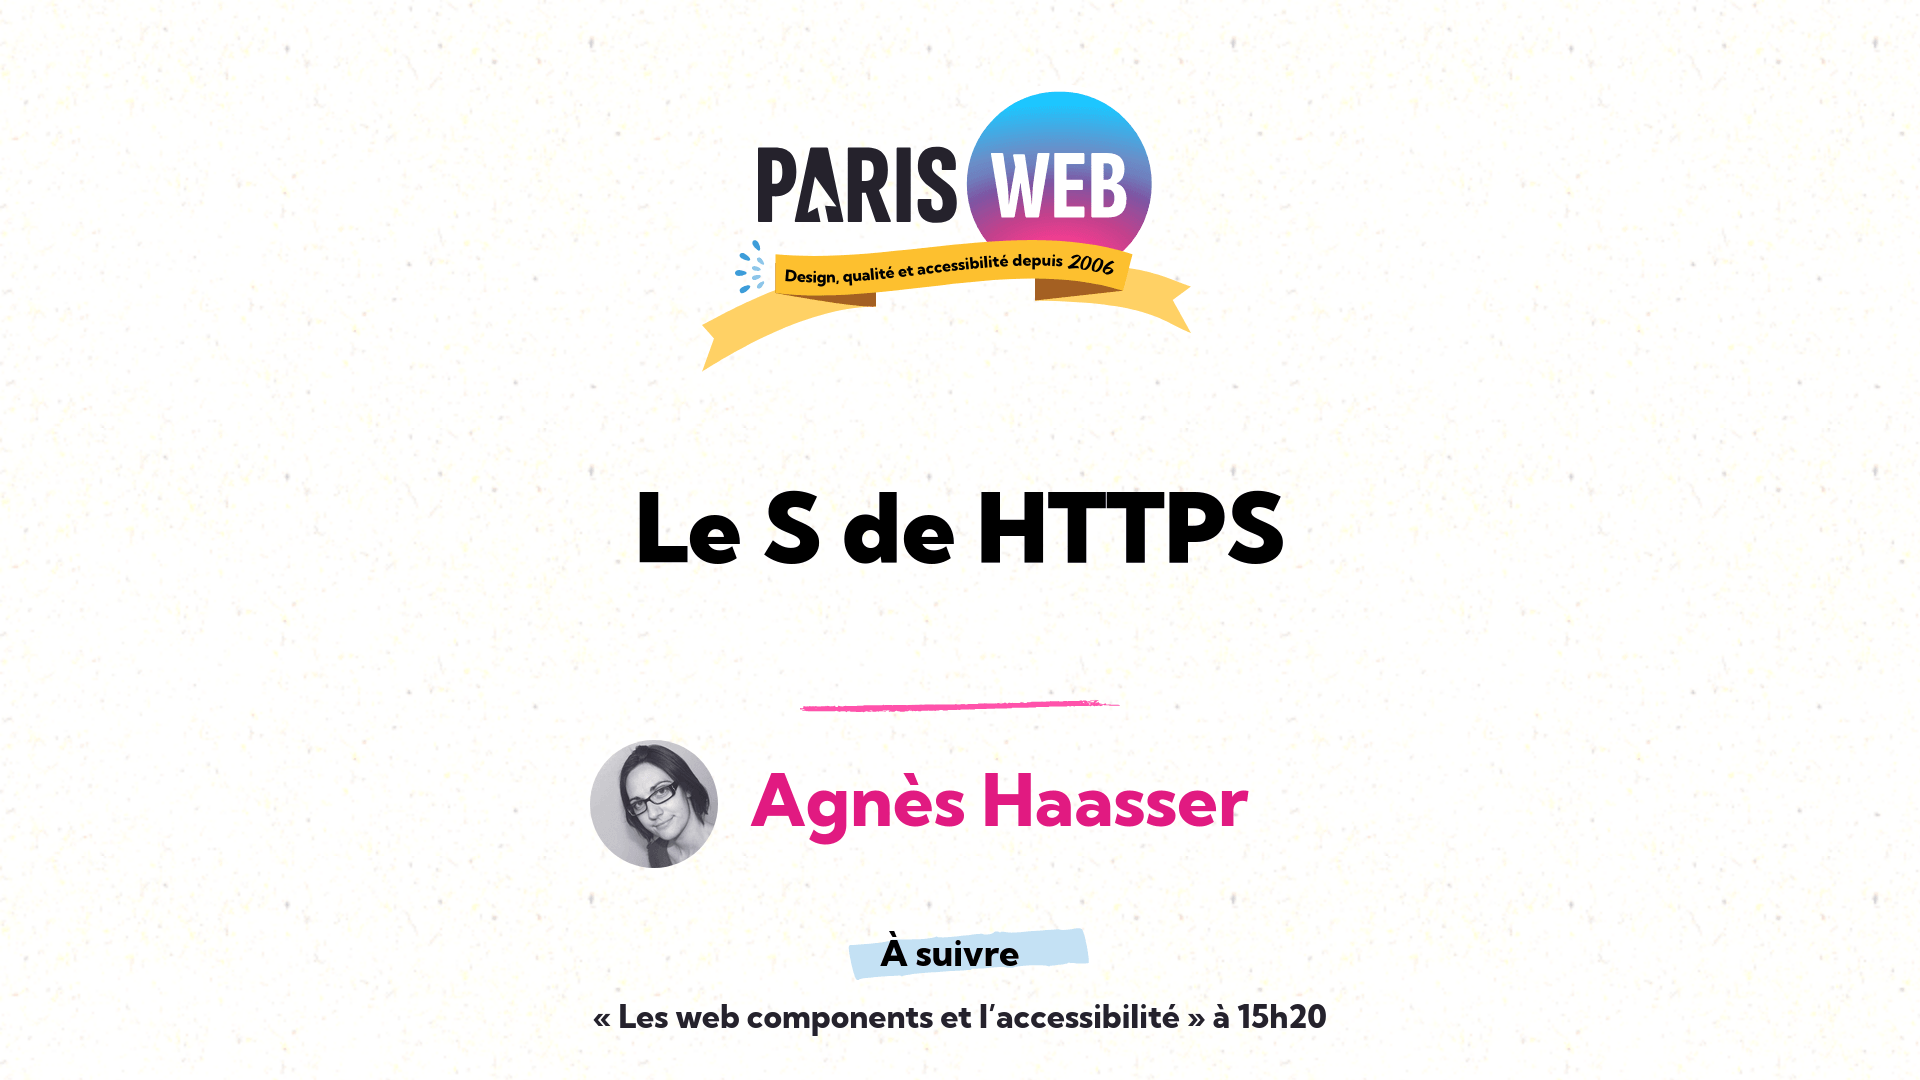 PARIS WEB
Design, qualité et accessibilité depuis 2006
Le S de HTTPS
Agnès Haasser
À suivre
« Les web components et l’accessibilité » à 15h20